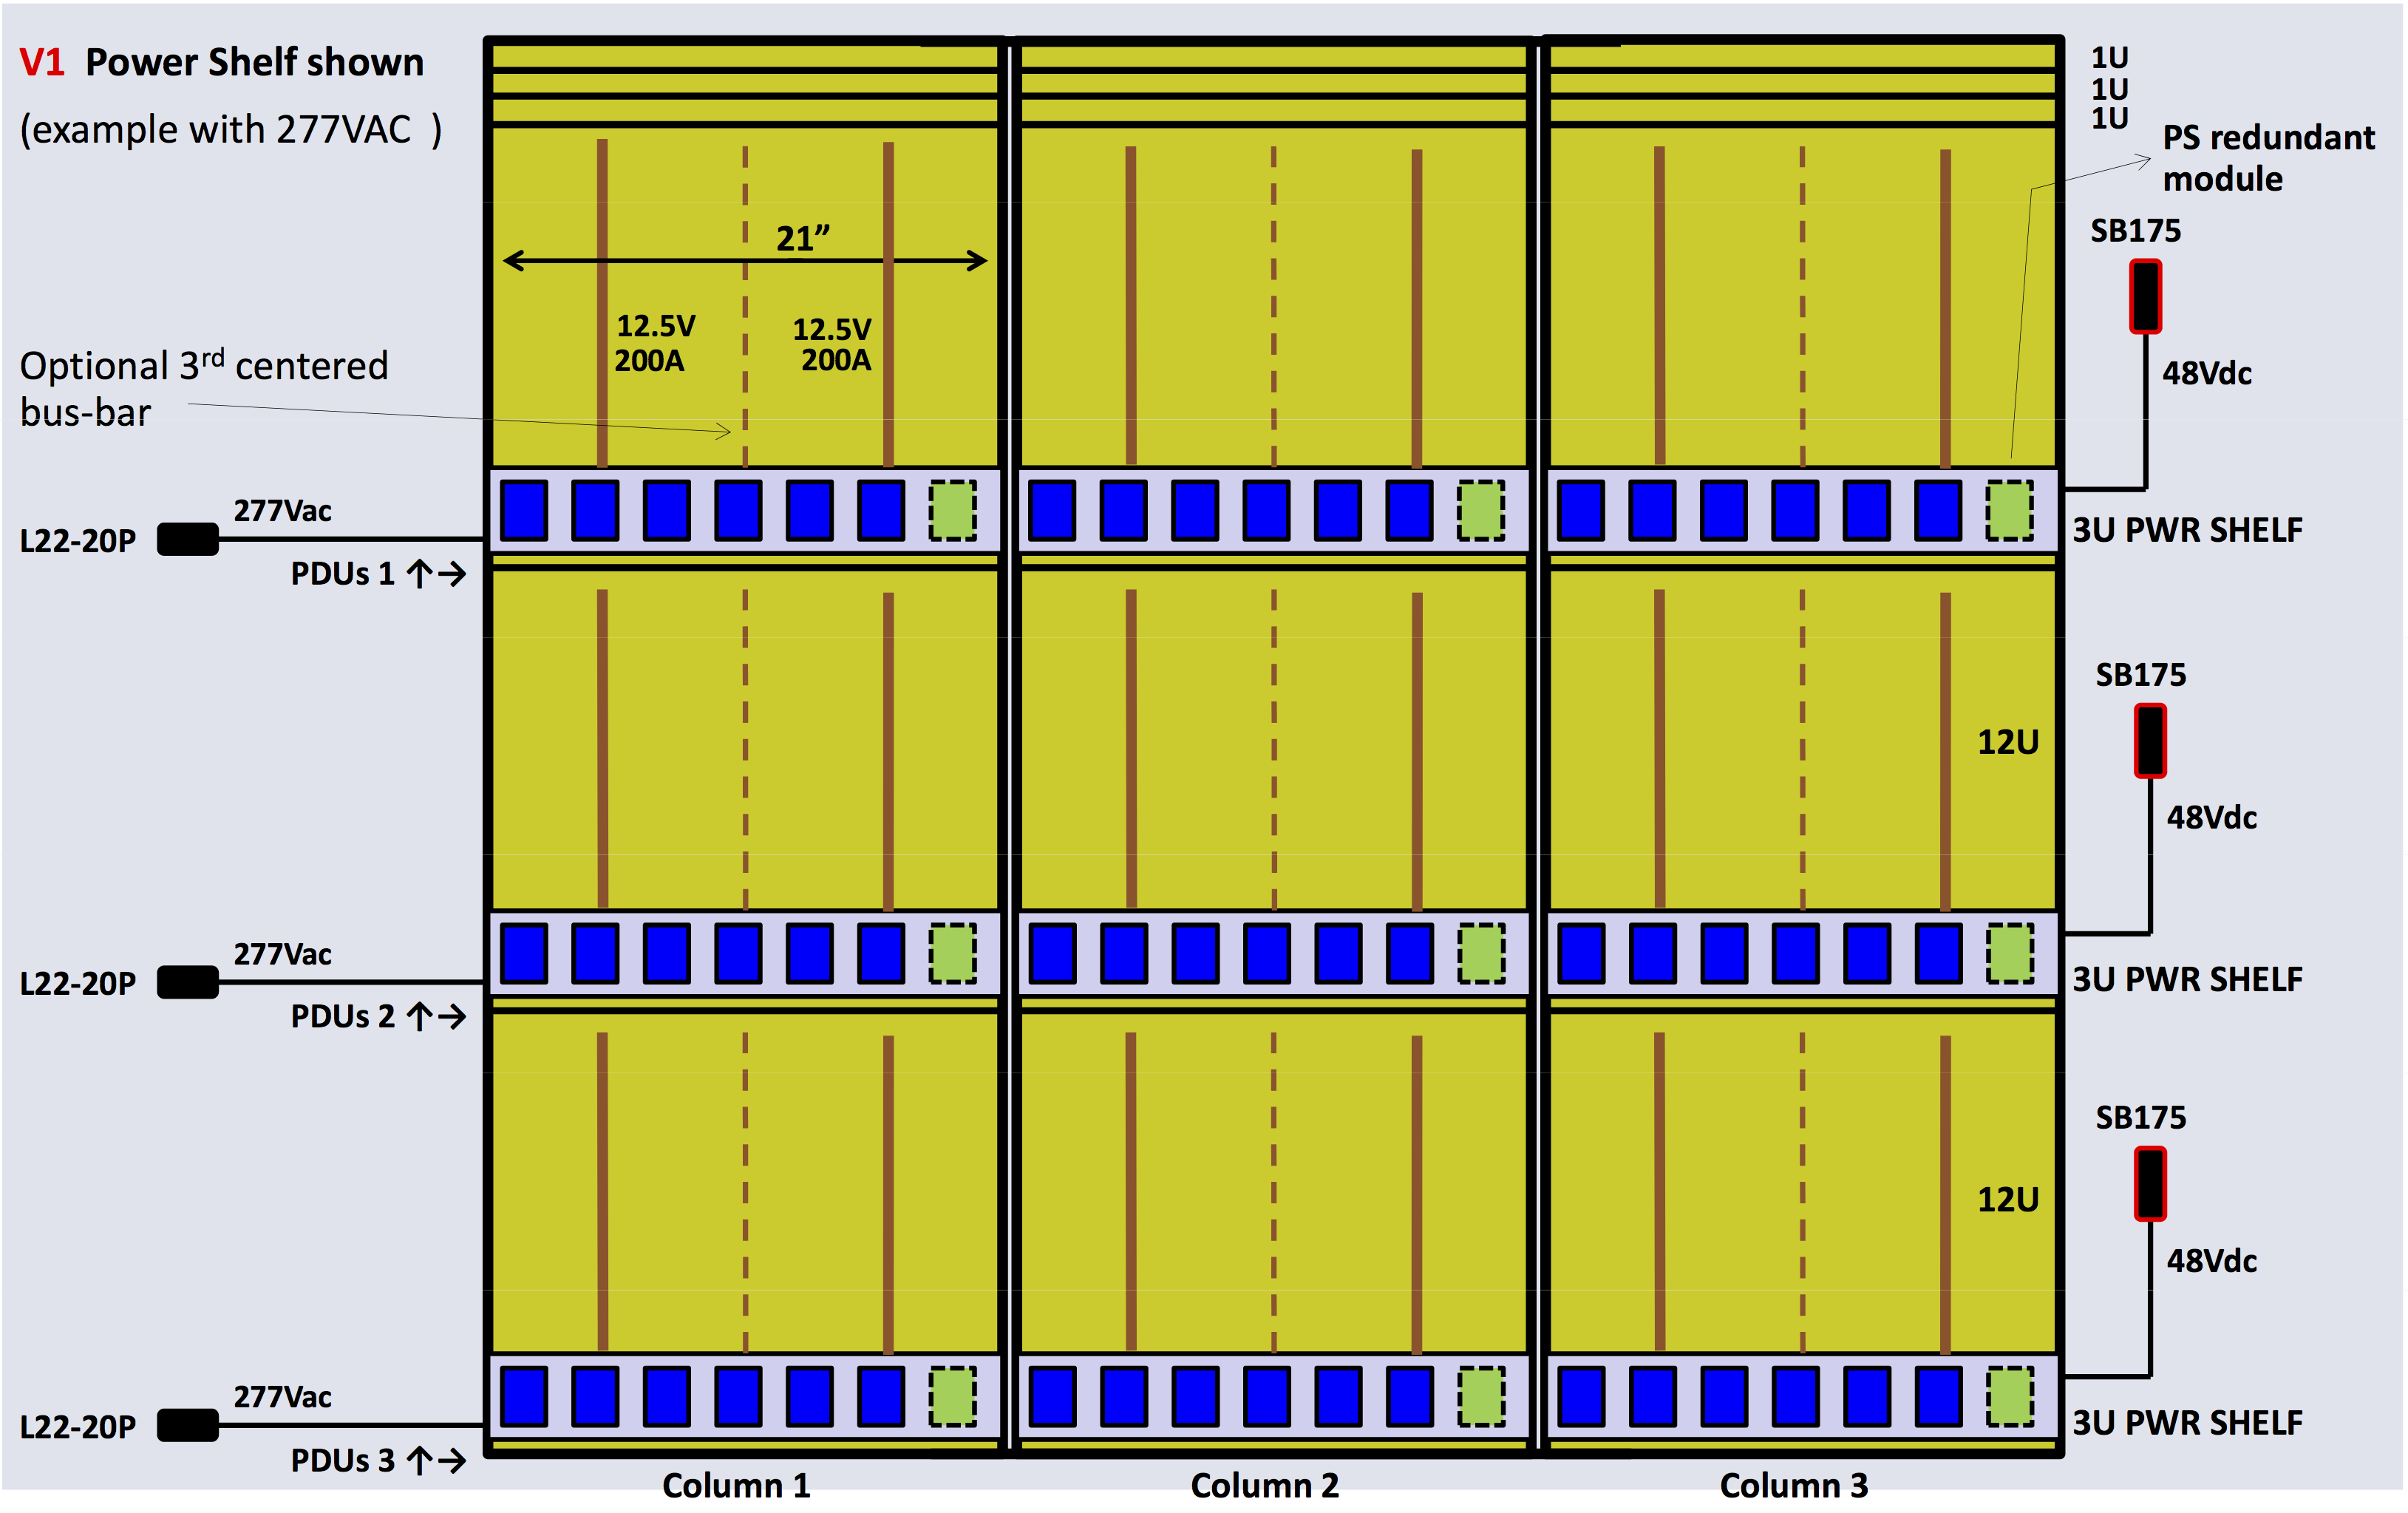 V1 Power Shelf shown
(example with 277VAC )
1U
1U
1U
PS redundant
module
21”
SB175
12.5V
200A
12.5V
200A
Optional 3rd centered
bus-bar
48Vdc
277Vac
L22-20P
PDUs 1 ↑→
3U PWR SHELF
SB175
12U
48Vdc
277Vac
L22-20P
PDUs 2 ↑→
3U PWR SHELF
SB175
12U
48Vdc
277Vac
L22-20P
PDUs 3 ↑→
3U PWR SHELF
Column 1
Column 2
Column 3